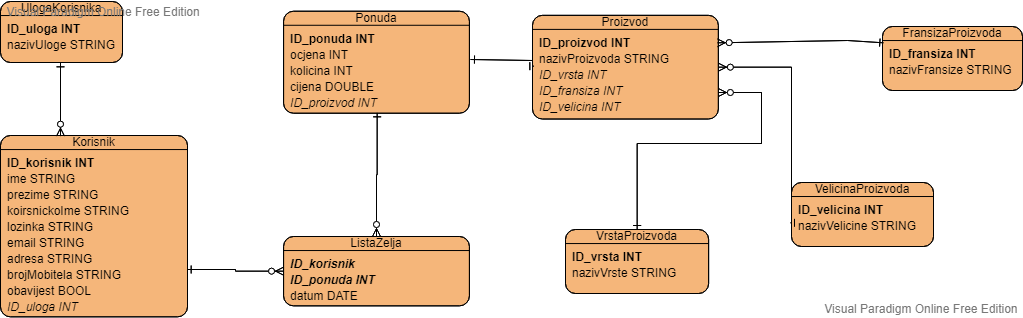 UlogaKorisnika
Visual Paradigm Online Free Edition
ID_uloga INT
nazivUloge STRING
Korisnik
ID_korisnik INT
ime STRING
prezime STRING
koirsnickoIme STRING
lozinka STRING
email STRING
adresa STRING
brojMobitela STRING
obavijest BOOL
ID_uloga INT
Ponuda
ID_ponuda INT
ocjena INT
kolicina INT
cijena DOUBLE
ID_proizvod INT
ListaZelja
ID_korisnik
ID_ponuda INT
datum DATE
Proizvod
ID_proizvod INT
nazivProizvoda STRING
ID_vrsta INT
ID_fransiza INT
ID_velicina INT
VrstaProizvoda
ID_vrsta INT
nazivVrste STRING
FransizaProizvoda
ID_fransiza INT
nazivFransize STRING
VelicinaProizvoda
ID_velicina INT
nazivVelicine STRING
Visual Paradigm Online Free Edition